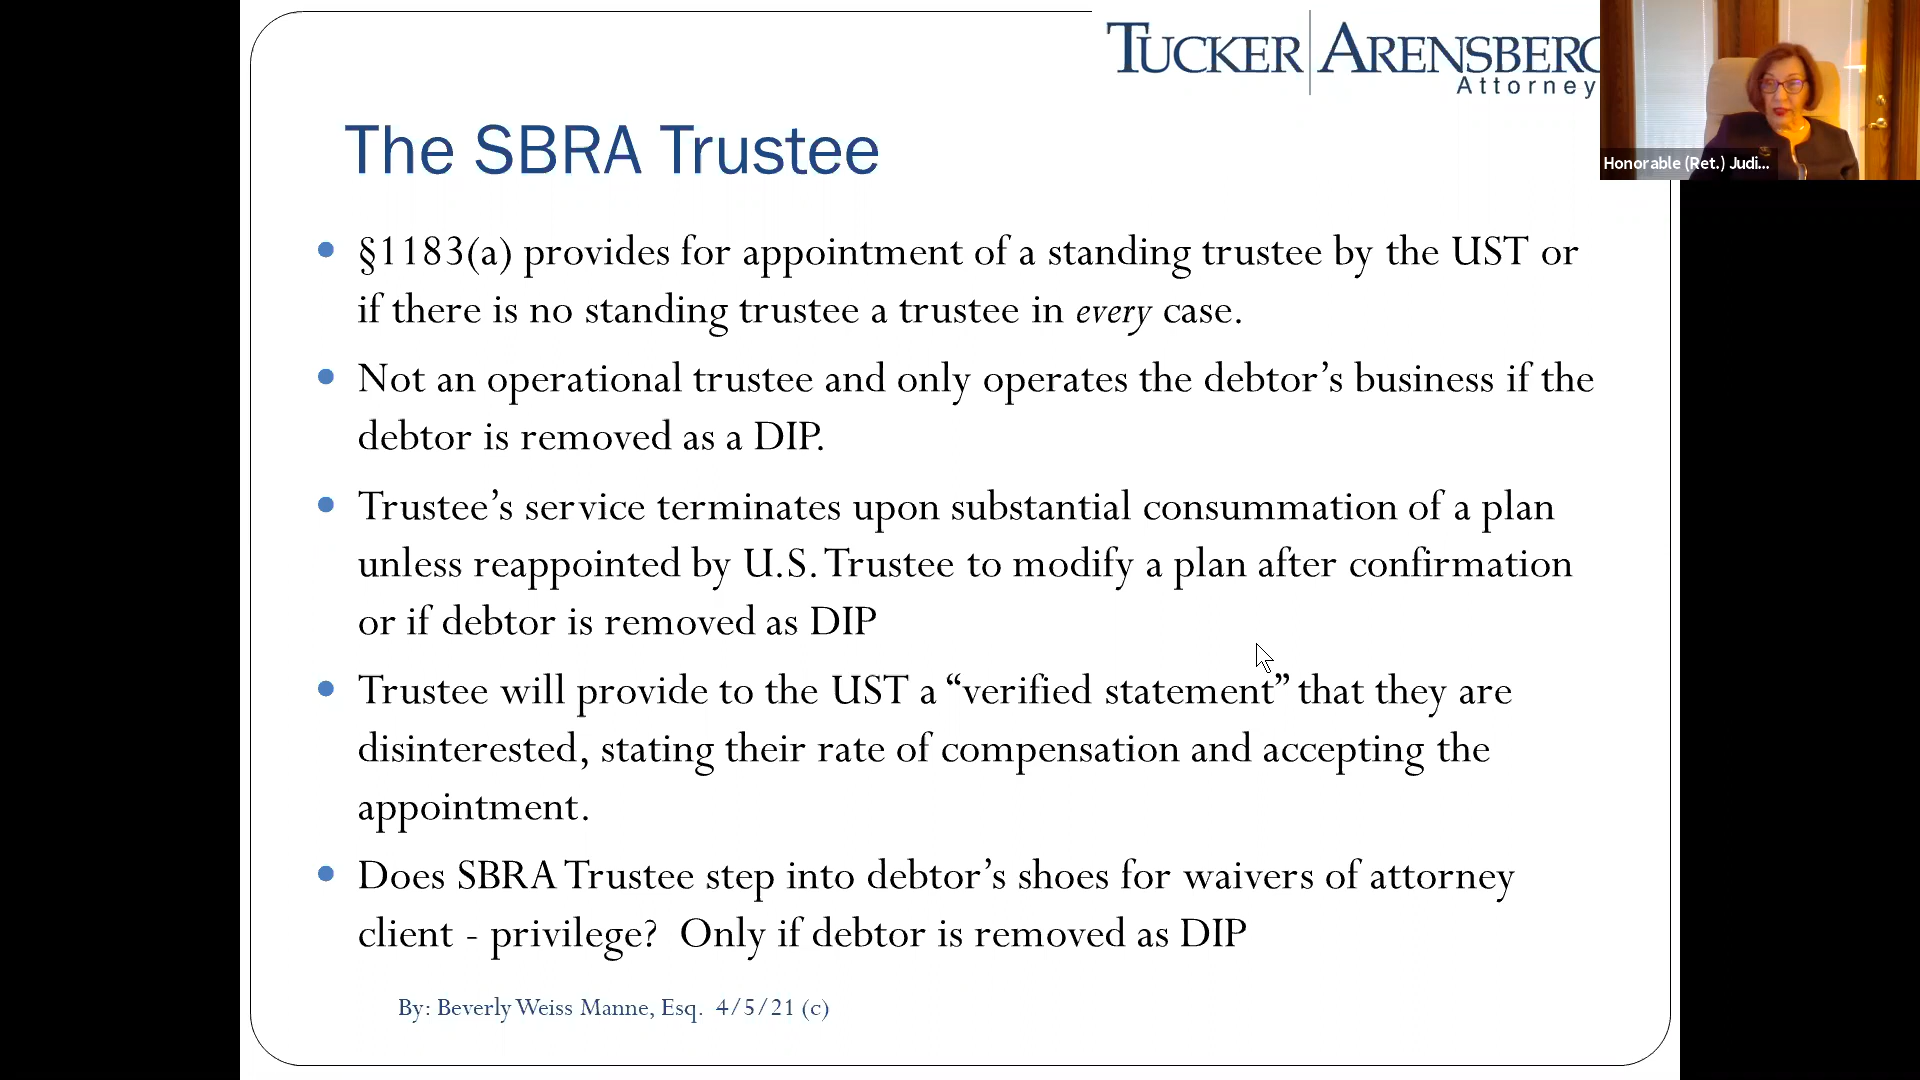 TUCKER ARENSBERG
Attorney
Honorable (Ret.) Judi...
The SBRA Trustee
• §1183(a) provides for appointment of a standing trustee by the UST or
if there is no standing trustee a trustee in every case.
• Not an operational trustee and only operates the debtor’s business if the
debtor is removed as a DIP.
• Trustee’s service terminates upon substantial consummation of a plan
unless reappointed by U.S. Trustee to modify a plan after confirmation
or if debtor is removed as DIP
• Trustee will provide to the UST a “verified statement” that they are
disinterested, stating their rate of compensation and accepting the
appointment.
• Does SBRA Trustee step into debtor’s shoes for waivers of attorney
client - privilege?  Only if debtor is removed as DIP
By: Beverly Weiss Manne, Esq.  4/5/21 (c)